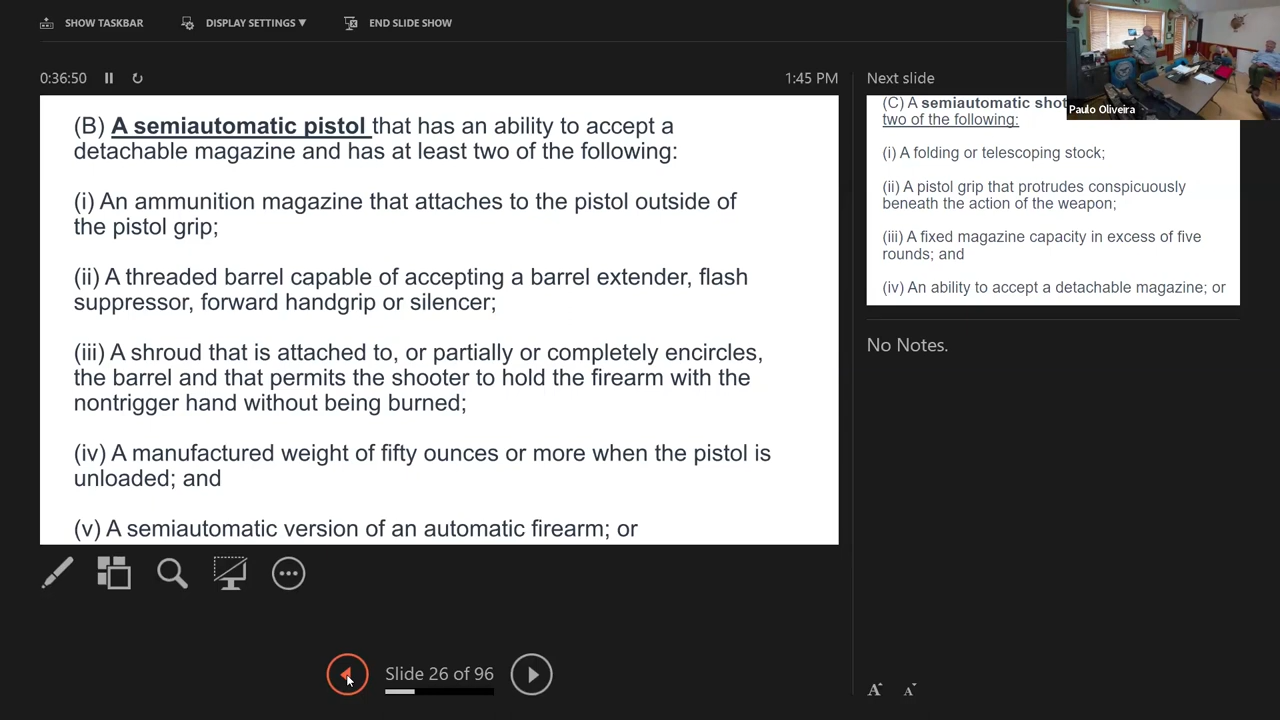 SHOW TASKBAR DISPLAY SETTINGS ▼ END SLIDE SHOW
0:36:50 1:45 PM
(B) A semiautomatic pistol that has an ability to accept a
detachable magazine and has at least two of the following:
(i) An ammunition magazine that attaches to the pistol outside of
the pistol grip;
(ii) A threaded barrel capable of accepting a barrel extender, flash
suppressor, forward handgrip or silencer;
(iii) A shroud that is attached to, or partially or completely encircles,
the barrel and that permits the shooter to hold the firearm with the
nontrigger hand without being burned;
(iv) A manufactured weight of fifty ounces or more when the pistol is
unloaded; and
(v) A semiautomatic version of an automatic firearm; or
Slide 26 of 96
Next slide
Paulo Oliveira
(C) A semiautomatic shot
two of the following:
(i) A folding or telescoping stock;
(ii) A pistol grip that protrudes conspicuously
beneath the action of the weapon;
(iii) A fixed magazine capacity in excess of five
rounds; and
(iv) An ability to accept a detachable magazine; or
No Notes.
A A